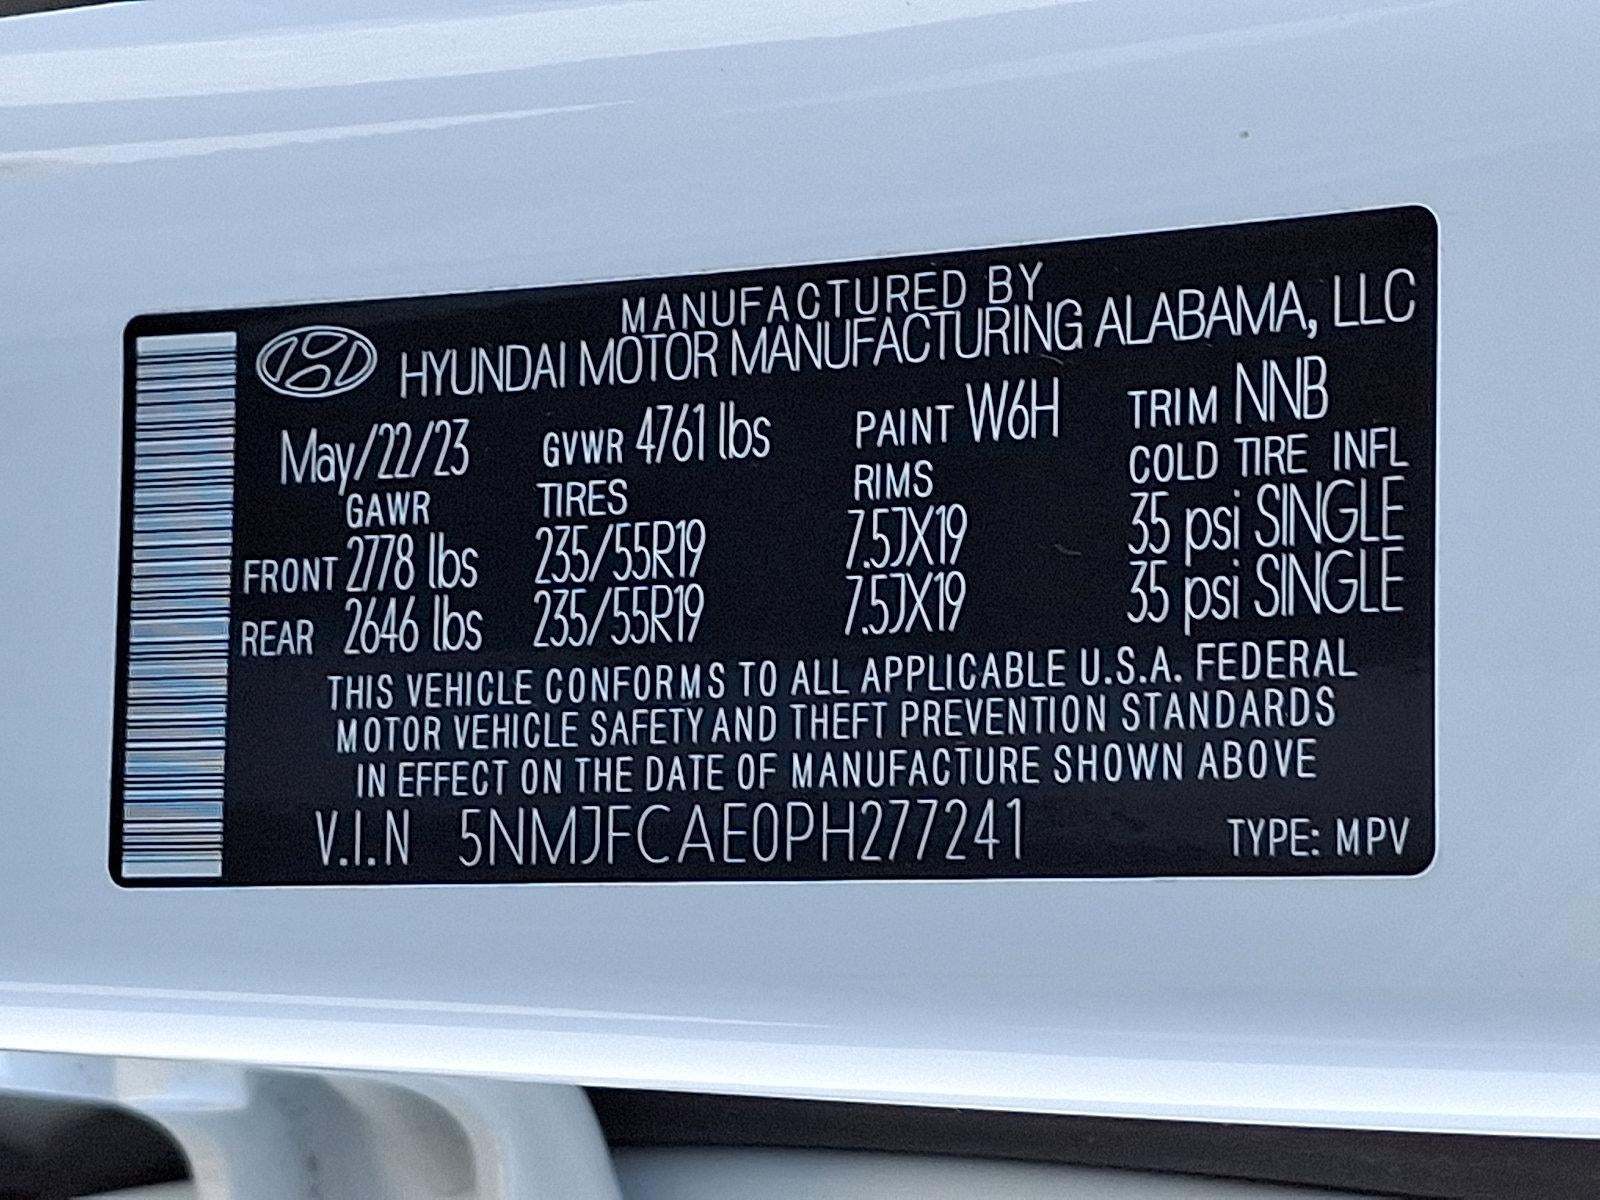 MANUFACTURED BY
HYUNDAI MOTOR MANUFACTURING ALABAMA, LLC
May/22/23 GVWR 4761 lbs PAINT W6H TRIM NNB
GAWR TIRES RIMS COLD TIRE INFL
FRONT 2778 lbs 235/55R19 7.5JX19 35 psi SINGLE
REAR 2646 lbs 235/55R19 7.5JX19 35 psi SINGLE
THIS VEHICLE CONFORMS TO ALL APPLICABLE U.S.A. FEDERAL
MOTOR VEHICLE SAFETY AND THEFT PREVENTION STANDARDS
IN EFFECT ON THE DATE OF MANUFACTURE SHOWN ABOVE
V.I.N 5NMJFCAE0PH277241 TYPE: MPV